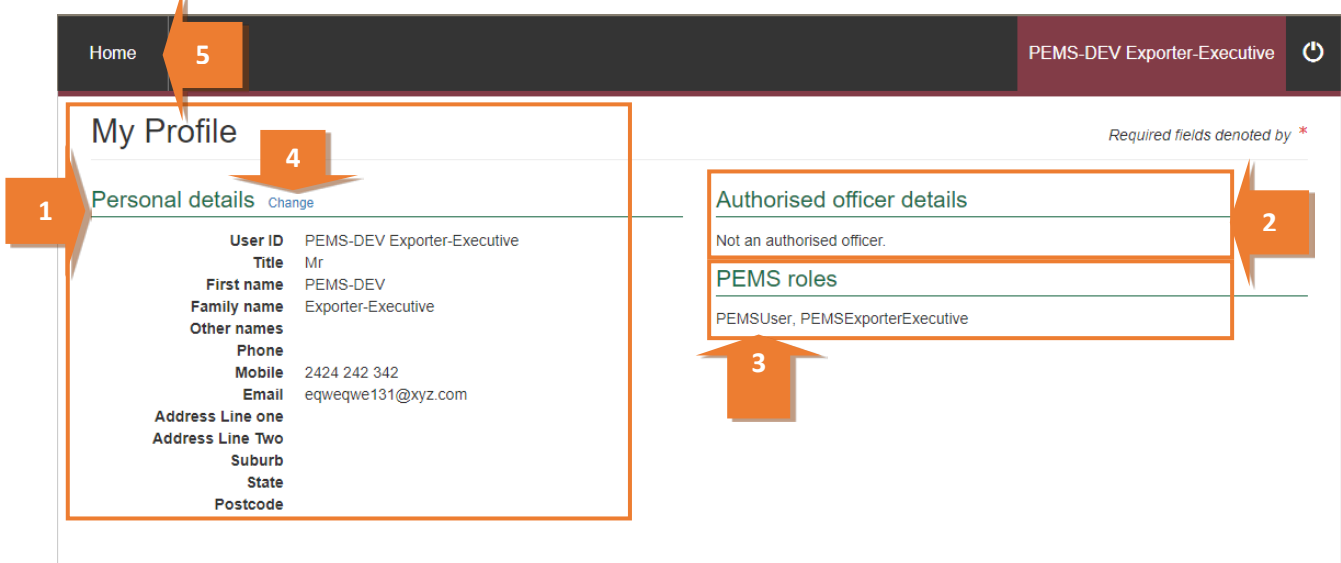 Home
5
PEMS-DEV Exporter-Executive
My Profile
Required fields denoted by *
4
1
Personal details Change
User ID PEMS-DEV Exporter-Executive
Title Mr
First name PEMS-DEV
Family name Exporter-Executive
Other names
Phone
Mobile 2424 242 342
Email eqweqwe131@xyz.com
Address Line one
Address Line Two
Suburb
State
Postcode
Authorised officer details
2
Not an authorised officer.
PEMS roles
PEMSUser, PEMSExporterExecutive
3